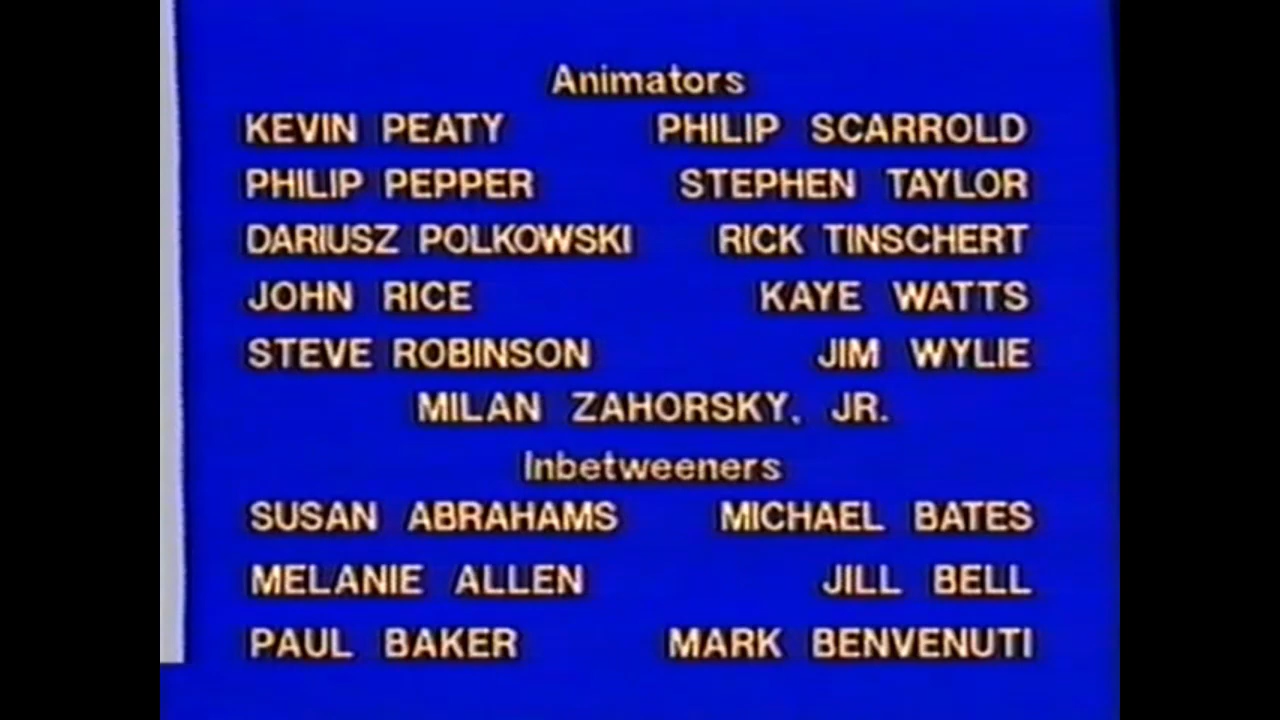 Animators
KEVIN PEATY PHILIP SCARROLD
PHILIP PEPPER STEPHEN TAYLOR
DARIUSZ POLKOWSKI RICK TINSCHERT
JOHN RICE KAYE WATTS
STEVE ROBINSON JIM WYLIE
MILAN ZAHORSKY, JR.
Inbetweeners
SUSAN ABRAHAMS MICHAEL BATES
MELANIE ALLEN JILL BELL
PAUL BAKER MARK BENVENUTI